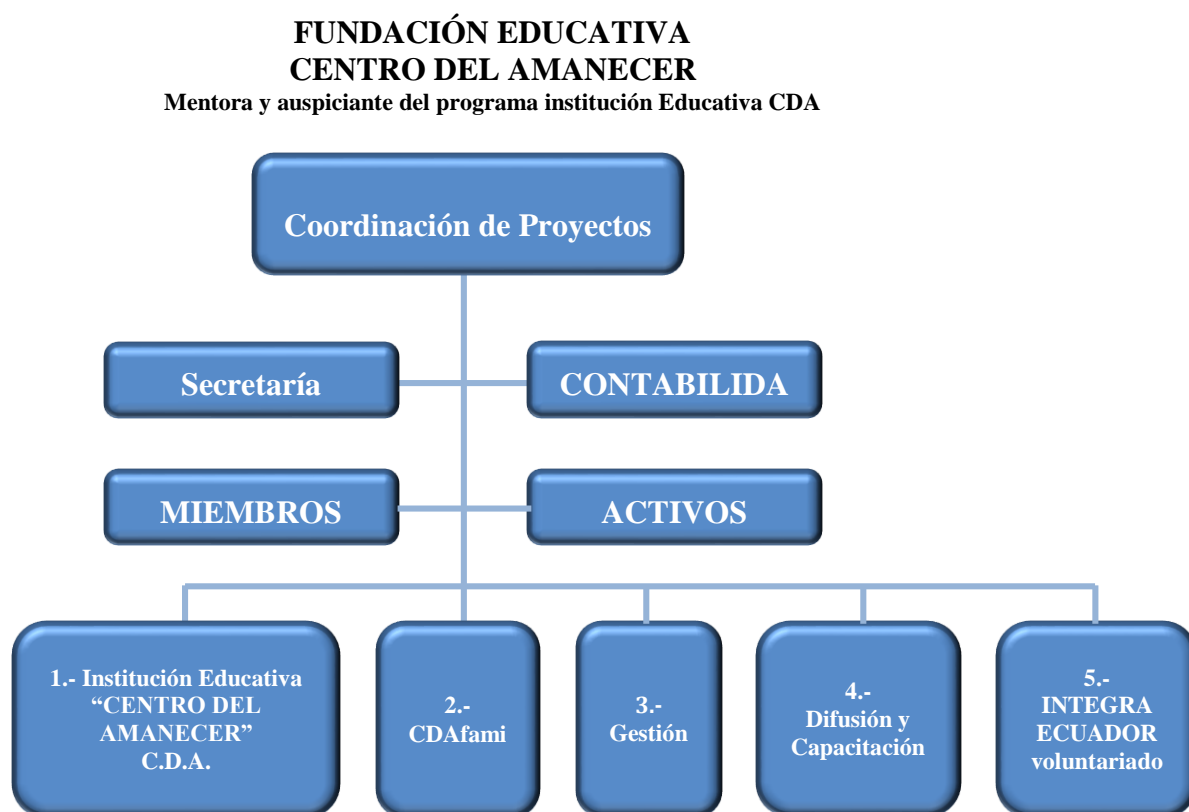 FUNDACIÓN EDUCATIVA
CENTRO DEL AMANECER
Mentora y auspiciante del programa institución Educativa CDA
Coordinación de Proyectos
Secretaría
CONTABILIDA
MIEMBROS
ACTIVOS
1.- Institución Educativa
“CENTRO DEL
AMANECER”
C.D.A.
2.-
CDAfami
3.-
Gestión
4.-
Difusión y
Capacitación
5.-
INTEGRA
ECUADOR
voluntariado